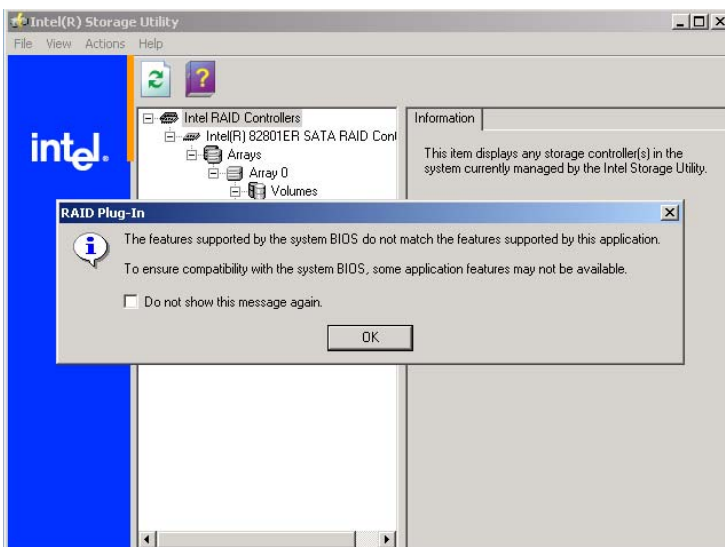 Intel(R) Storage Utility
File View Actions Help
intel.
Intel RAID Controllers
Intel(R) 82801ER SATA RAID Cont
Arrays
Array 0
Volumes
Information
This item displays any storage controller(s) in the
system currently managed by the Intel Storage Utility.
RAID Plug-In
The features supported by the system BIOS do not match the features supported by this application.
To ensure compatibility with the system BIOS, some application features may not be available.
Do not show this message again.
OK